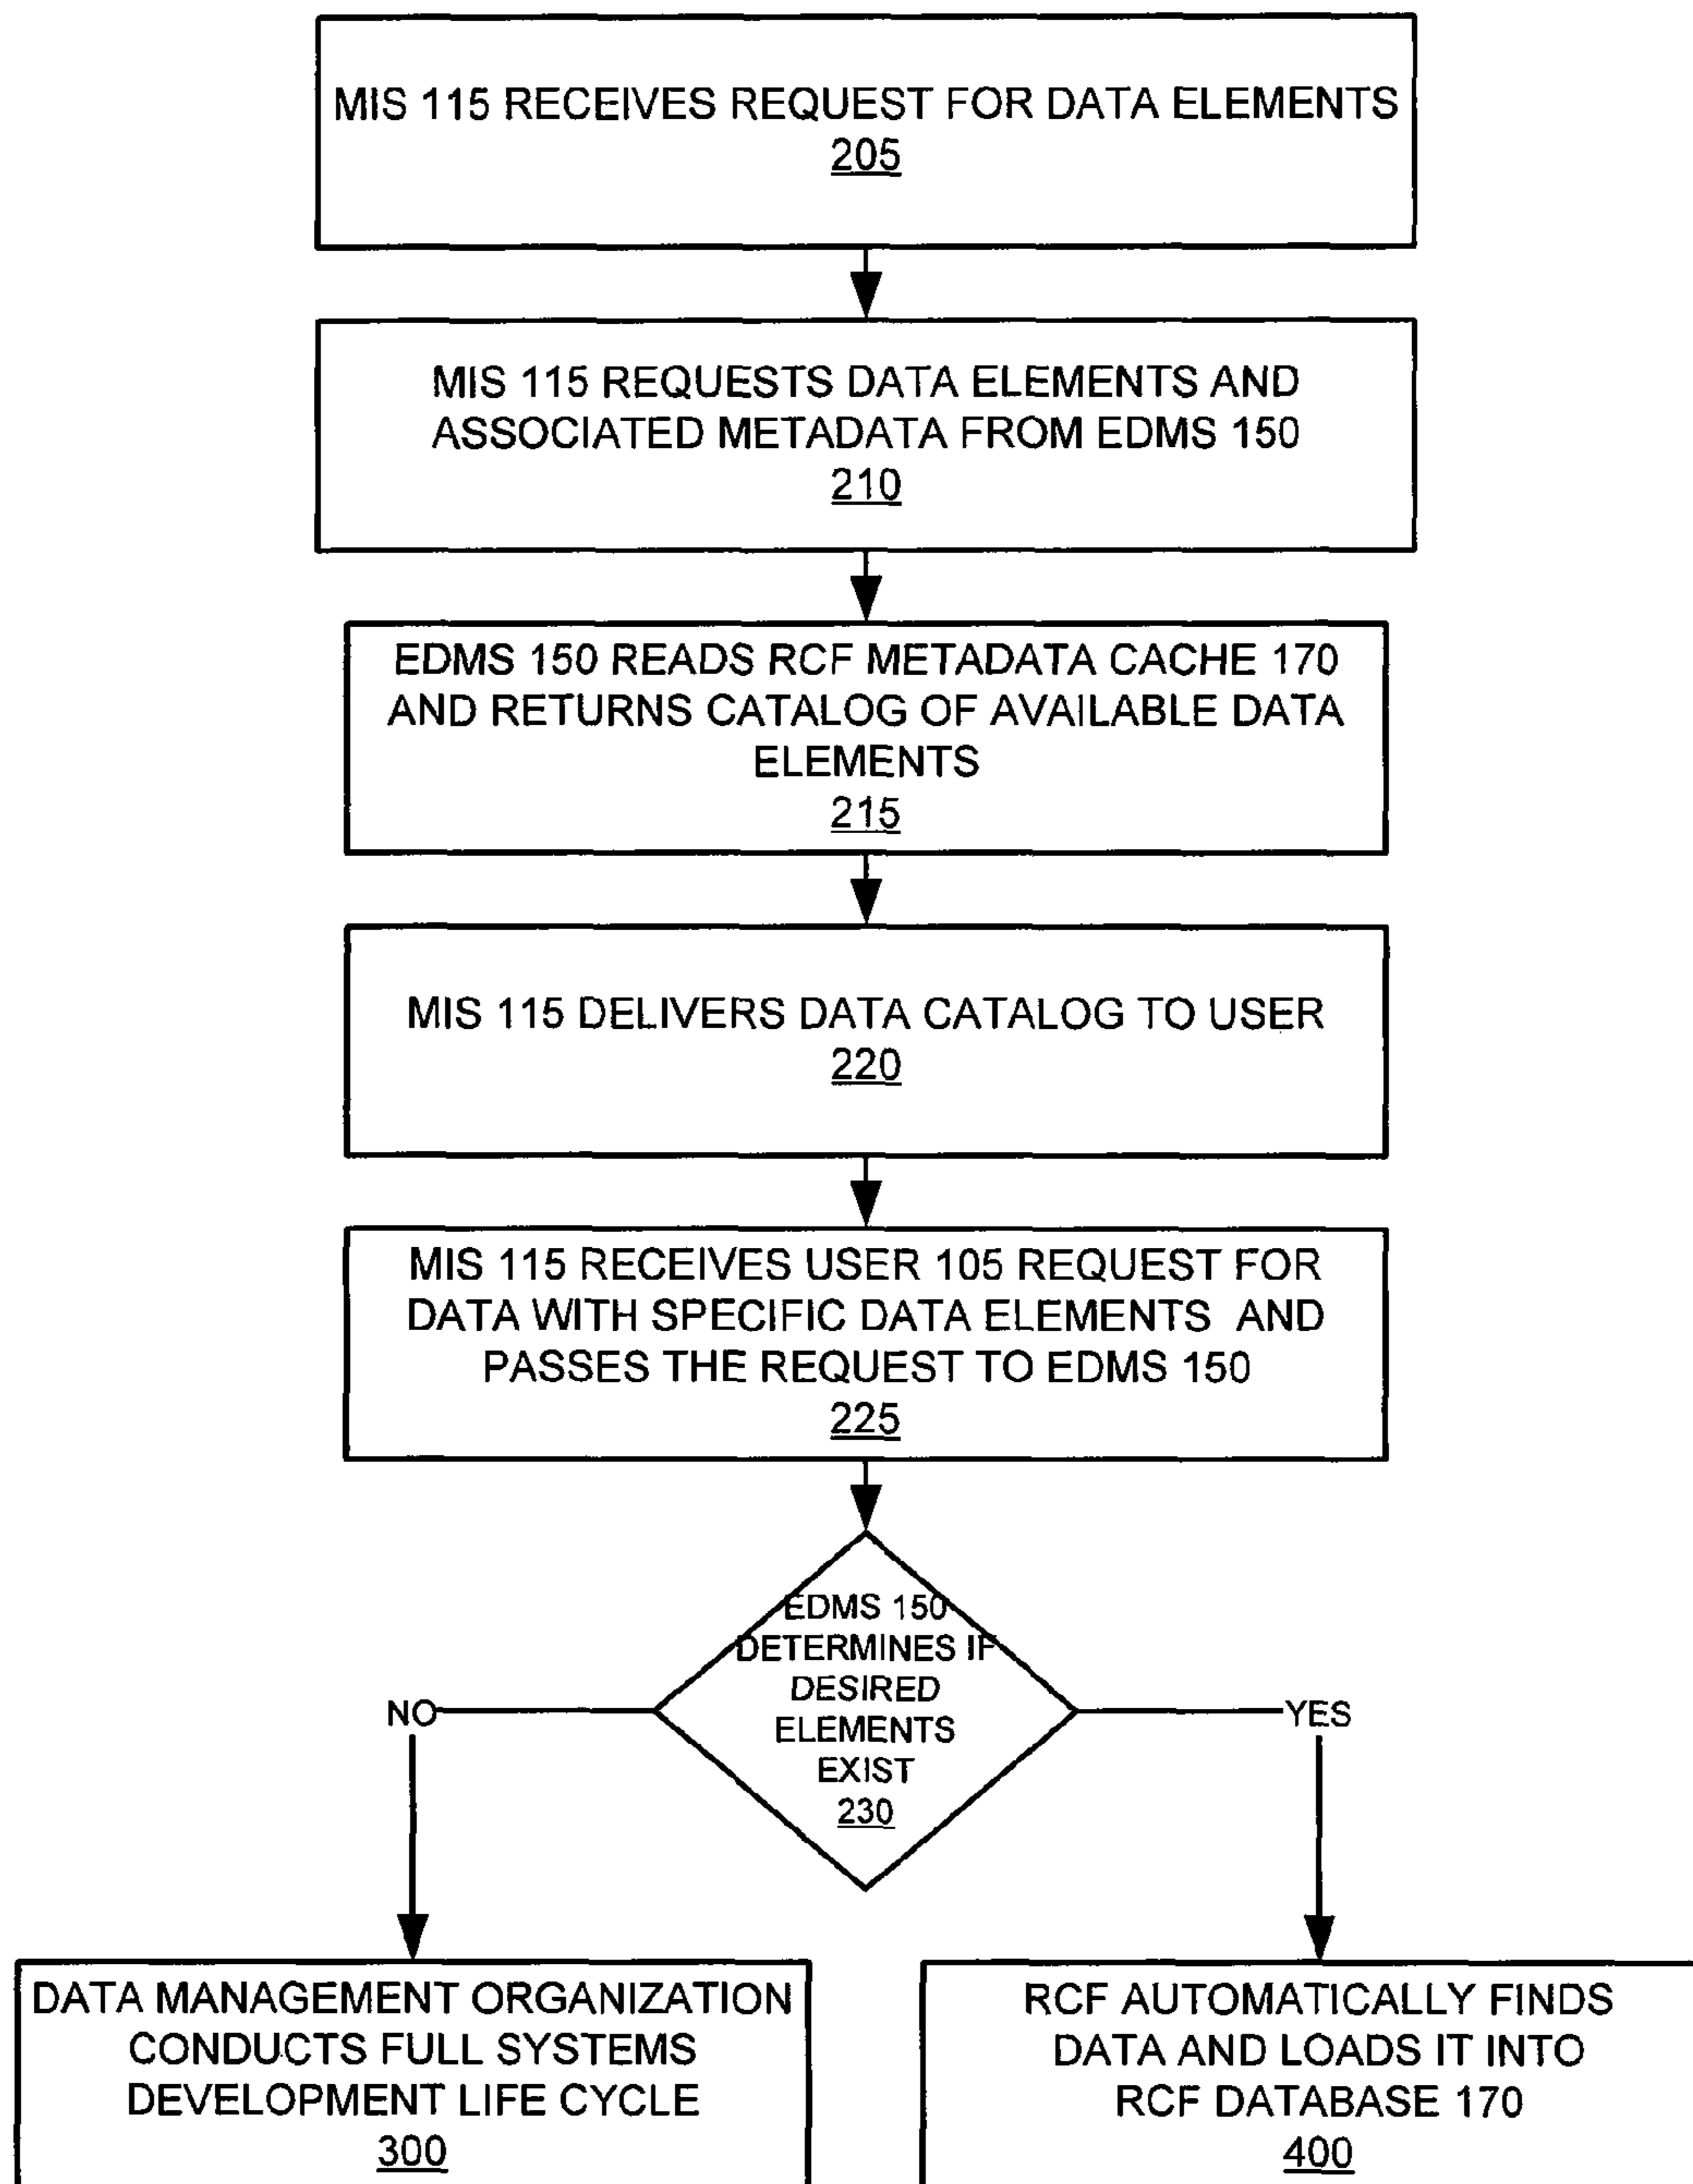 MIS 115 RECEIVES REQUEST FOR DATA ELEMENTS
205
MIS 115 REQUESTS DATA ELEMENTS AND
ASSOCIATED METADATA FROM EDMS 150
210
EDMS 150 READS RCF METADATA CACHE 170
AND RETURNS CATALOG OF AVAILABLE DATA
ELEMENTS
215
MIS 115 DELIVERS DATA CATALOG TO USER
220
MIS 115 RECEIVES USER 105 REQUEST FOR
DATA WITH SPECIFIC DATA ELEMENTS AND
PASSES THE REQUEST TO EDMS 150
225
EDMS 150
DETERMINES IF
DESIRED
ELEMENTS
EXIST
230
NO
YES
DATA MANAGEMENT ORGANIZATION
CONDUCTS FULL SYSTEMS
DEVELOPMENT LIFE CYCLE
300
RCF AUTOMATICALLY FINDS
DATA AND LOADS IT INTO
RCF DATABASE 170
400